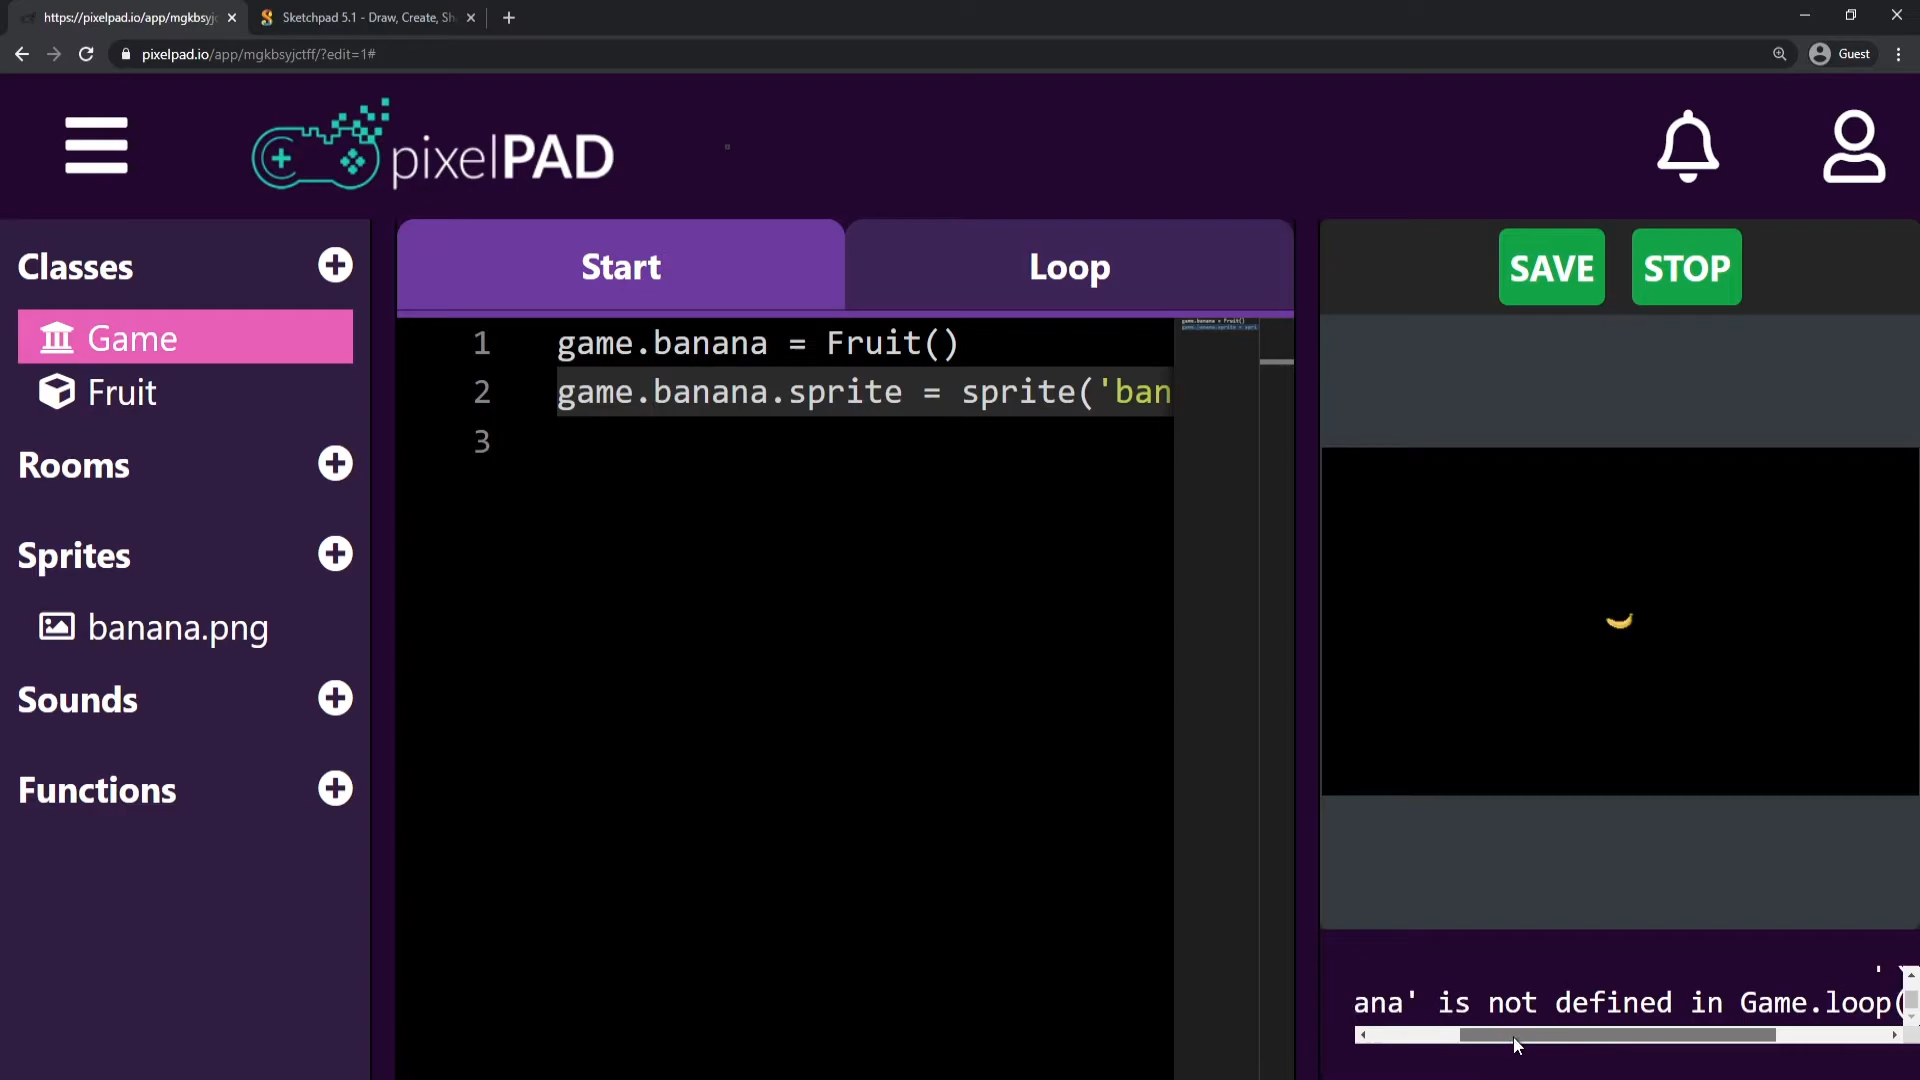 https://pixelpad.io/app/mgkbsyjc
Sketchpad 5.1 - Draw, Create, Sh
pixelpad.io/app/mgkbsyjctff/?edit=1#
Guest
pixelPAD
Classes
Game
Fruit
Rooms
Sprites
banana.png
Sounds
Functions
Start
Loop
1 game.banana = Fruit()
2 game.banana.sprite = sprite('ban
3
SAVE
STOP
ana' is not defined in Game.loop(